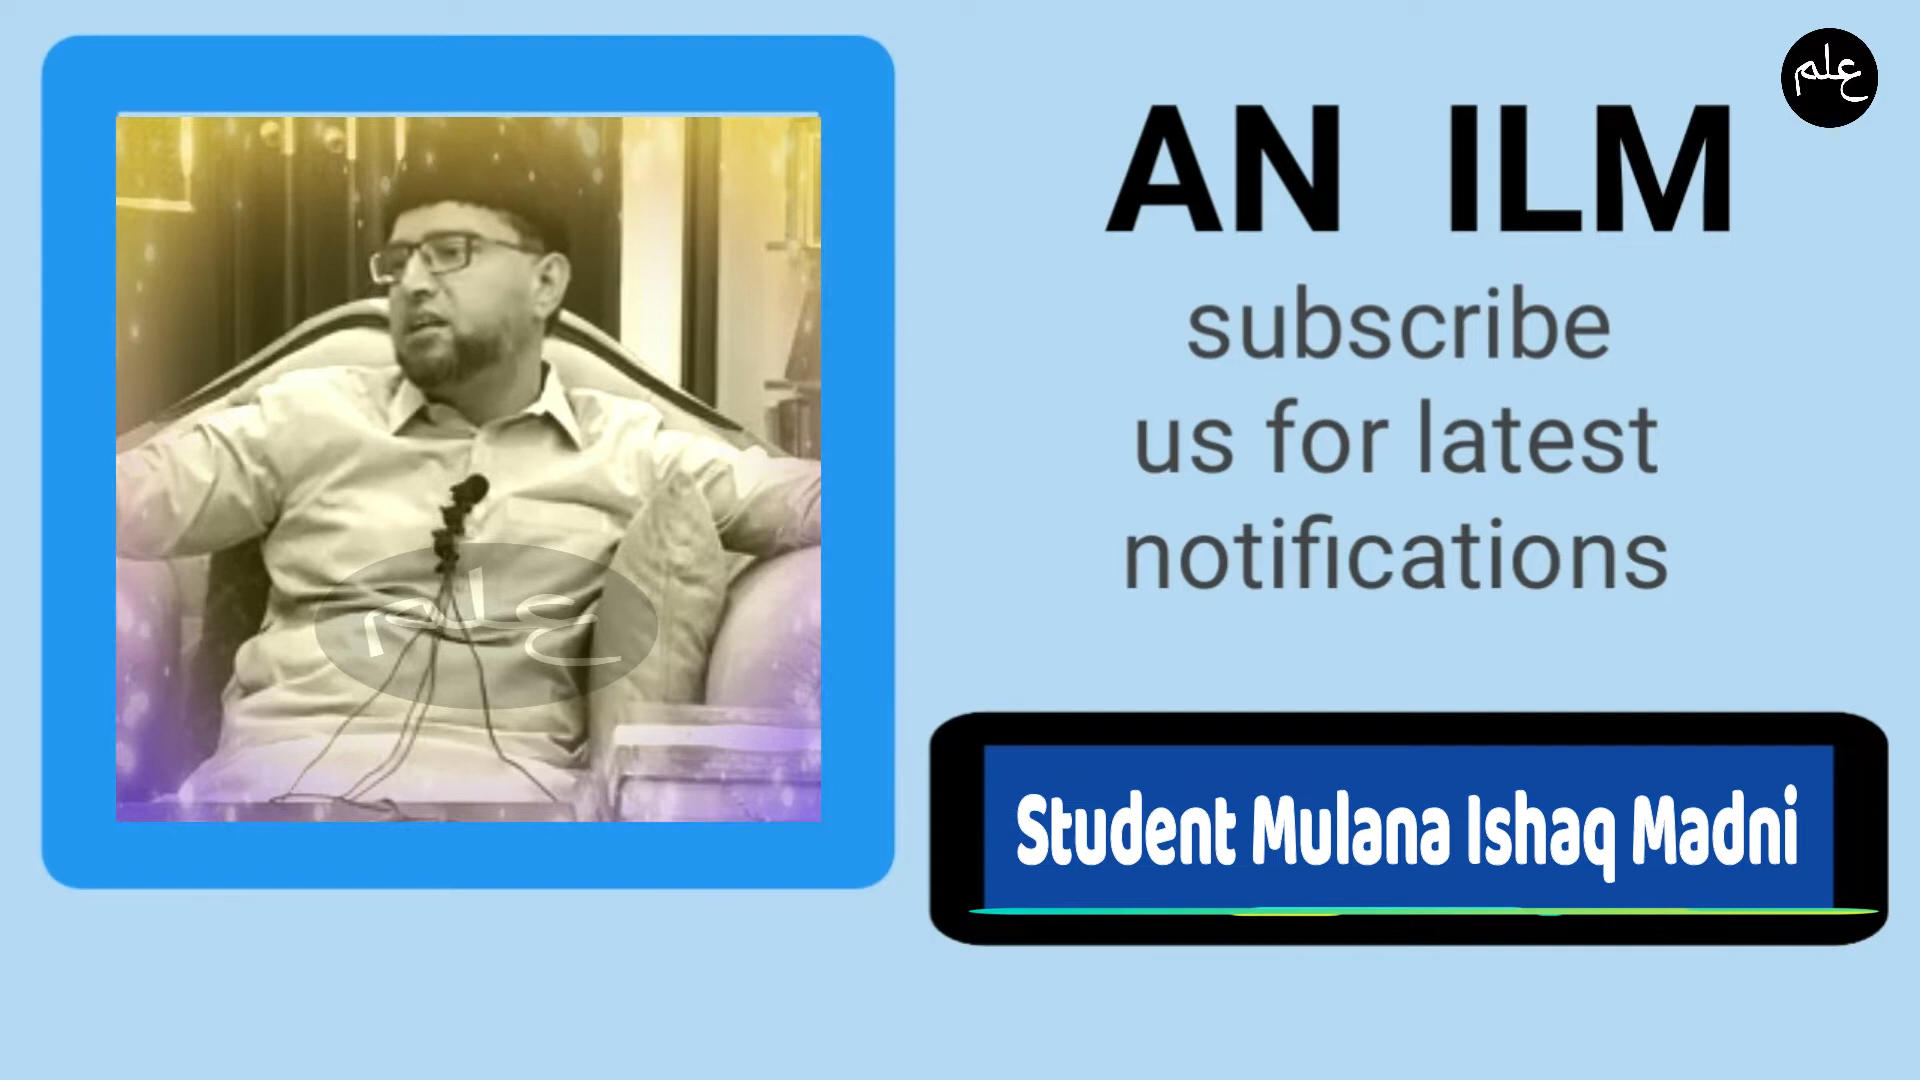 علم
AN ILM
subscribe
us for latest
notifications
علم
Student Mulana Ishaq Madni